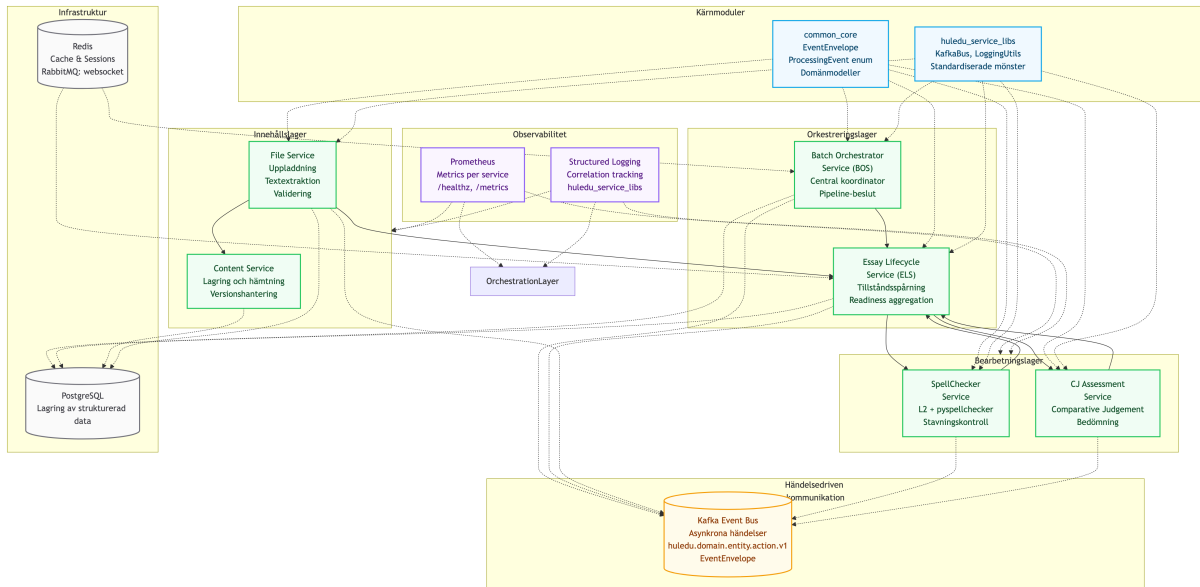 Infrastruktur
Redis
Cache & Sessions
RabbitMQ: websocket
PostgreSQL
Lagring av strukturerad
data
Kärnmoduler
common_core
EventEnvelope
ProcessingEvent enum
Domänmodeller
huledu_service_libs
KafkaBus, LoggingUtils
Standardiserade mönster
Innehållslager
File Service
Uppladdning
Textextraktion
Validering
Content Service
Lagring och hämtning
Versionshantering
Observabilitet
Prometheus
Metrics per service
/healthz, /metrics
Structured Logging
Correlation tracking
huledu_service_libs
OrchestrationLayer
Orkestreringslager
Batch Orchestrator
Service (BOS)
Central koordinator
Pipeline-beslut
Essay Lifecycle
Service (ELS)
Tillståndsspårning
Readiness aggregation
Bearbetningslager
SpellChecker
Service
L2 + pyspellchecker
Stavningskontroll
CJ Assessment
Service
Comparative Judgement
Bedömning
Händelsedriven
kommunikation
Kafka Event Bus
Asynkrona händelser
huledu.domain.entity.action.v1
EventEnvelope